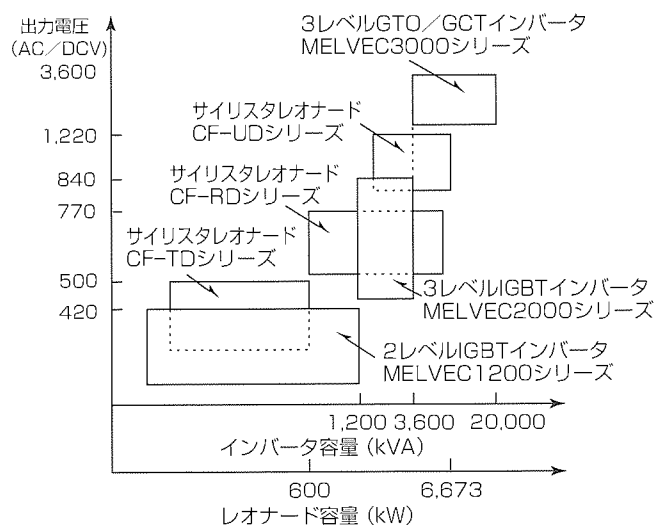 出力電圧
(AC/DCV)
3,600
1,220
840
770
500
420
3レベルGTO/GCTインバータ
MELVEC3000シリーズ
サイリスタレオナード
CF-UDシリーズ
サイリスタレオナード
CF-RDシリーズ
サイリスタレオナード
CF-TDシリーズ
3レベルIGBTインバータ
MELVEC2000シリーズ
2レベルIGBTインバータ
MELVEC1200シリーズ
1,200 3,600 20,000
インバータ容量 (kVA)
600 6,673
レオナード容量 (kW)